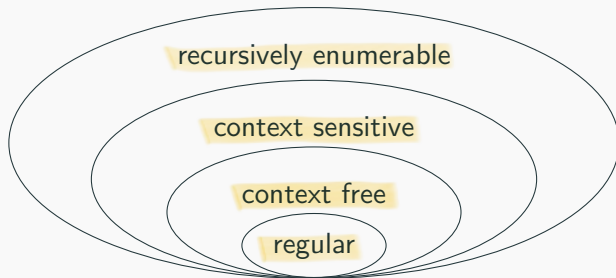 recursively enumerable
context sensitive
context free
regular